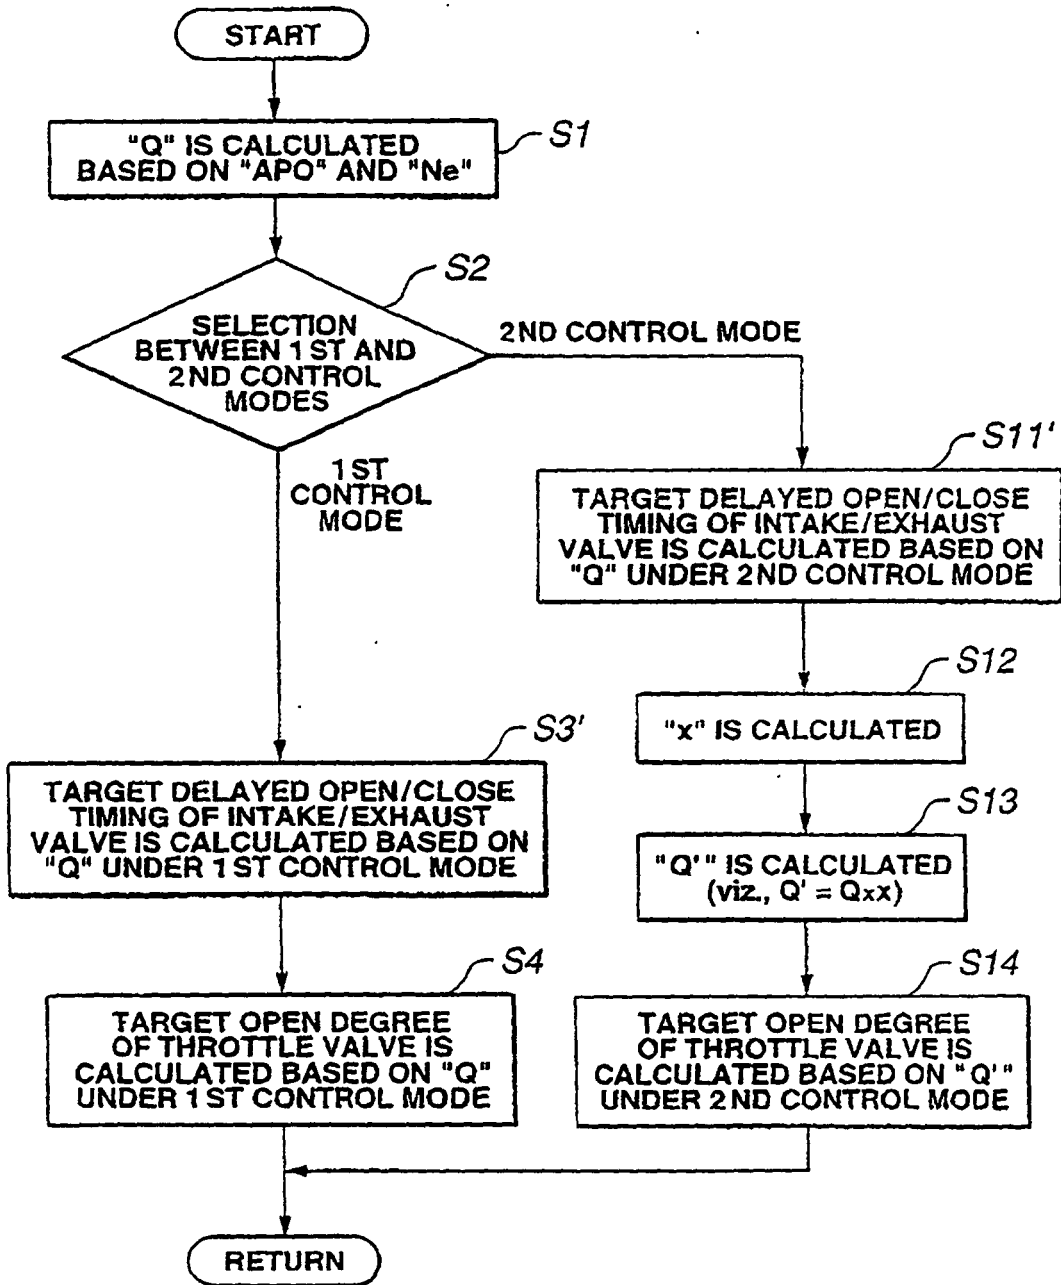 START
"Q" IS CALCULATED
BASED ON "APO" AND "Ne"
S1
S2
SELECTION
BETWEEN 1ST AND
2ND CONTROL
MODES
2ND CONTROL MODE
1ST
CONTROL
MODE
S11'
TARGET DELAYED OPEN/CLOSE
TIMING OF INTAKE/EXHAUST
VALVE IS CALCULATED BASED ON
"Q" UNDER 2ND CONTROL MODE
S12
"x" IS CALCULATED
S3'
TARGET DELAYED OPEN/CLOSE
TIMING OF INTAKE/EXHAUST
VALVE IS CALCULATED BASED ON
"Q" UNDER 1ST CONTROL MODE
S13
"Q'" IS CALCULATED
(viz., Q' = Qxx)
S4
TARGET OPEN DEGREE
OF THROTTLE VALVE IS
CALCULATED BASED ON "Q"
UNDER 1ST CONTROL MODE
S14
TARGET OPEN DEGREE
OF THROTTLE VALVE IS
CALCULATED BASED ON "Q'"
UNDER 2ND CONTROL MODE
RETURN